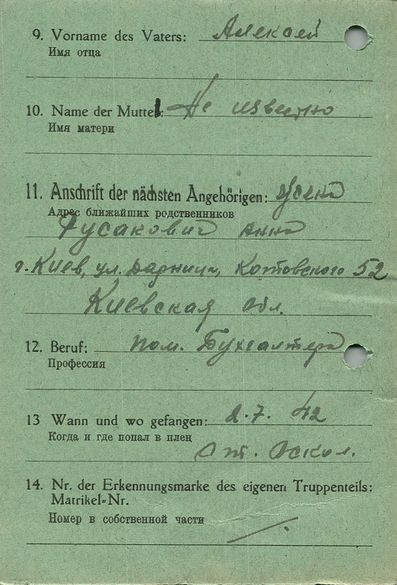 9. Vorname des Vaters: Алексей
Имя отца
10. Name der Mutter: Не известно
Имя матери
11. Anschrift der nächsten Angehörigen: жена
Адрес ближайших родственников
Русакович Анна
г. Киев, ул. Дарница, Котовского 52
Киевская обл.
12. Beruf: пом. Бухгалтера
Профессия
13 Wann und wo gefangen: 2.7.42
Когда и где попал в плен
Ст. Оскол.
14. Nr. der Erkennungsmarke des eigenen Truppenteils:
Matrikel-Nr.
Номер в собственной части